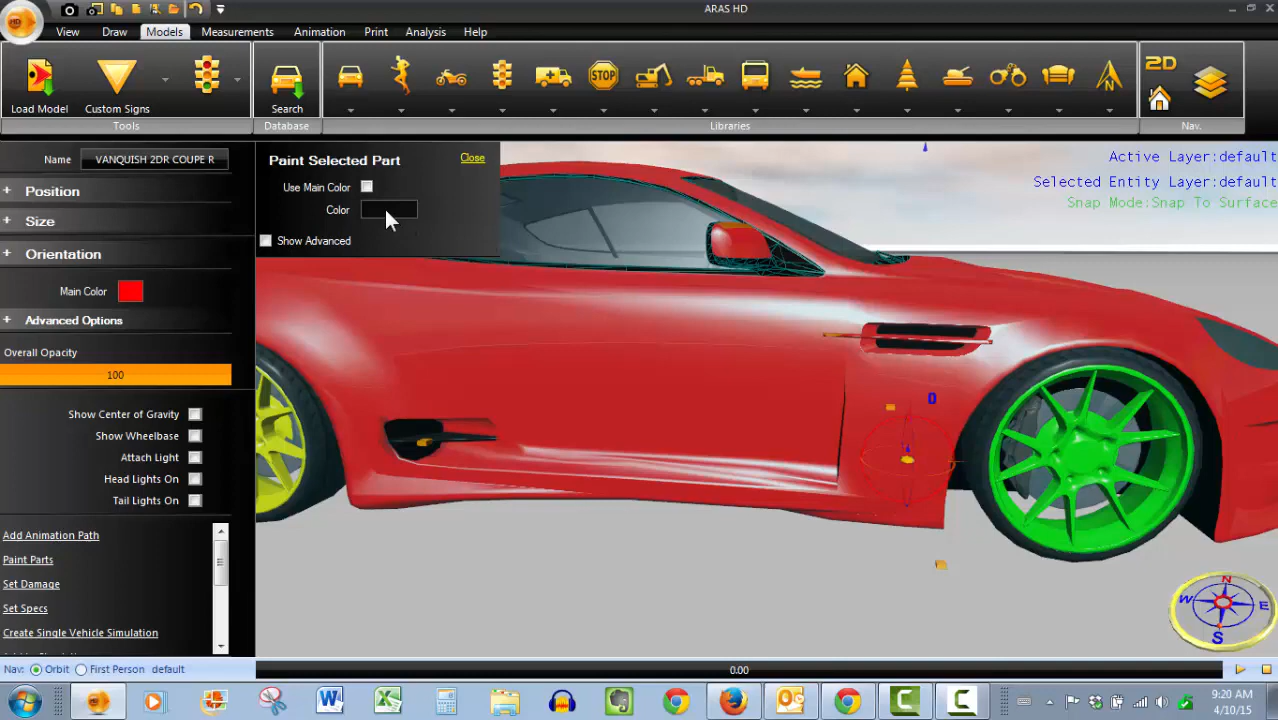 ARAS HD
HD
View Draw Models Measurements Animation Print Analysis Help
STOP
2D
Load Model Custom Signs Search
Tools Database Libraries Nav.
Name VANQUISH 2DR COUPE R
Paint Selected Part Close
Active Layer:default
Use Main Color
Selected Entity Layer:default
+ Position
Color
Snap Mode:Snap To Surface
+ Size
Show Advanced
+ Orientation
Main Color
+ Advanced Options
Overall Opacity
100
0
Show Center of Gravity
Show Wheelbase
Attach Light
Head Lights On
Tail Lights On
Add Animation Path
Paint Parts
Set Damage
Set Specs
Create Single Vehicle Simulation
N
W E
S
Nav: Orbit First Person default 0.00
9:20 AM
4/10/15